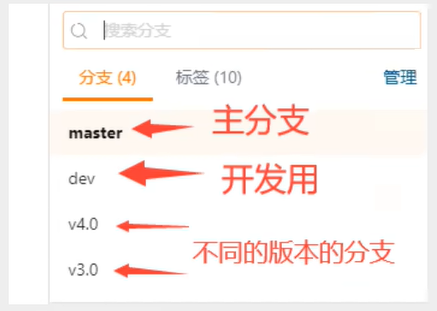 搜索分支
分支 (4) 标签 (10) 管理
master 主分支
dev 开发用
v4.0
不同的版本的分支
v3.0